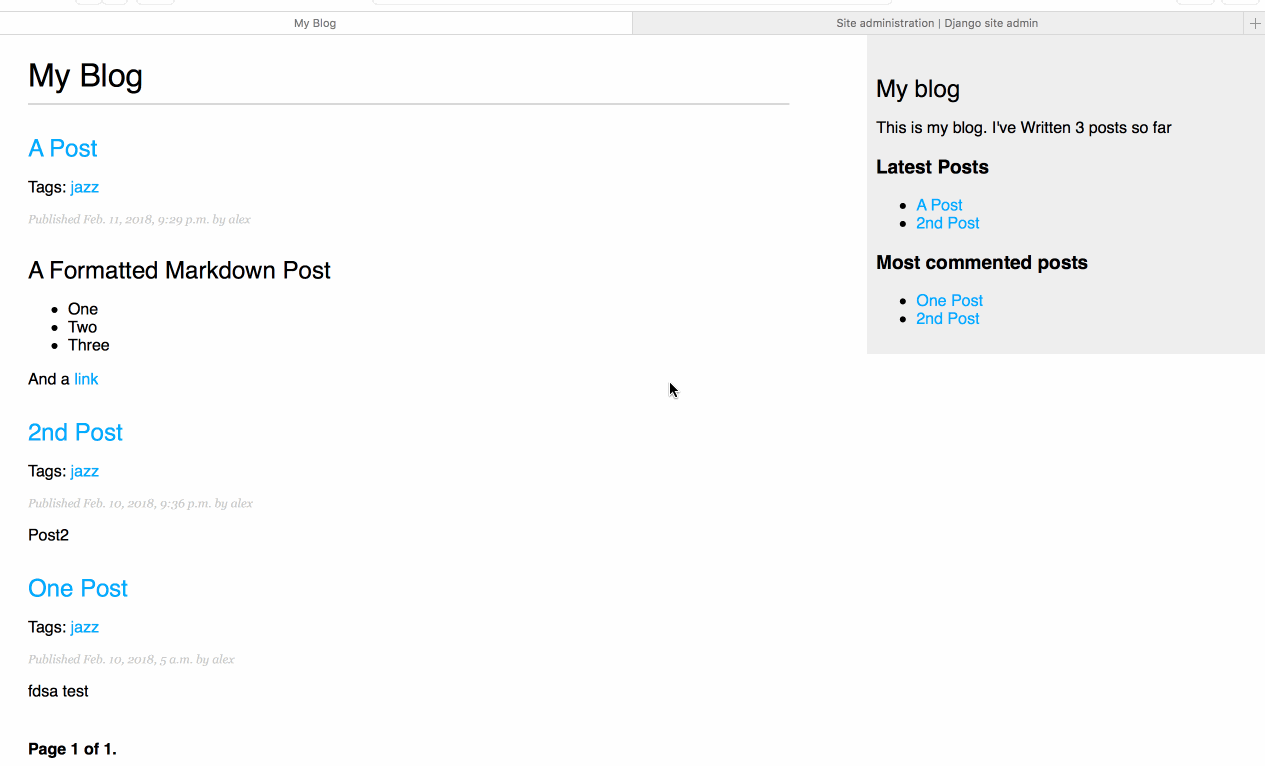 My Blog
Site administration | Django site admin
My Blog
A Post
Tags: jazz
Published Feb. 11, 2018, 9:29 p.m. by alex
A Formatted Markdown Post
One
Two
Three
And a link
2nd Post
Tags: jazz
Published Feb. 10, 2018, 9:36 p.m. by alex
Post2
One Post
Tags: jazz
Published Feb. 10, 2018, 5 a.m. by alex
fdsa test
Page 1 of 1.
My blog
This is my blog. I've Written 3 posts so far
Latest Posts
A Post
2nd Post
Most commented posts
One Post
2nd Post